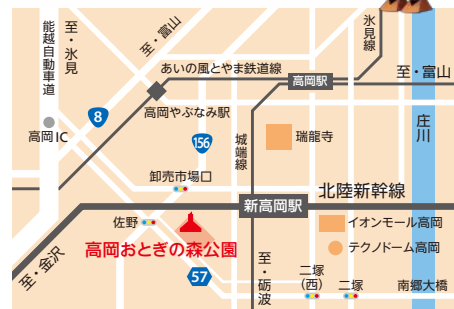 能越自動車道
至・氷見
至・富山
氷見線
あいの風とやま鉄道線
高岡駅
至・富山
高岡やぶなみ駅
8
高岡IC
156
城端線
瑞龍寺
庄川
卸売市場口
北陸新幹線
新高岡駅
佐野
イオンモール高岡
高岡おとぎの森公園
テクノドーム高岡
至・金沢
57
至・砺波
二塚
(西)
二塚
南郷大橋